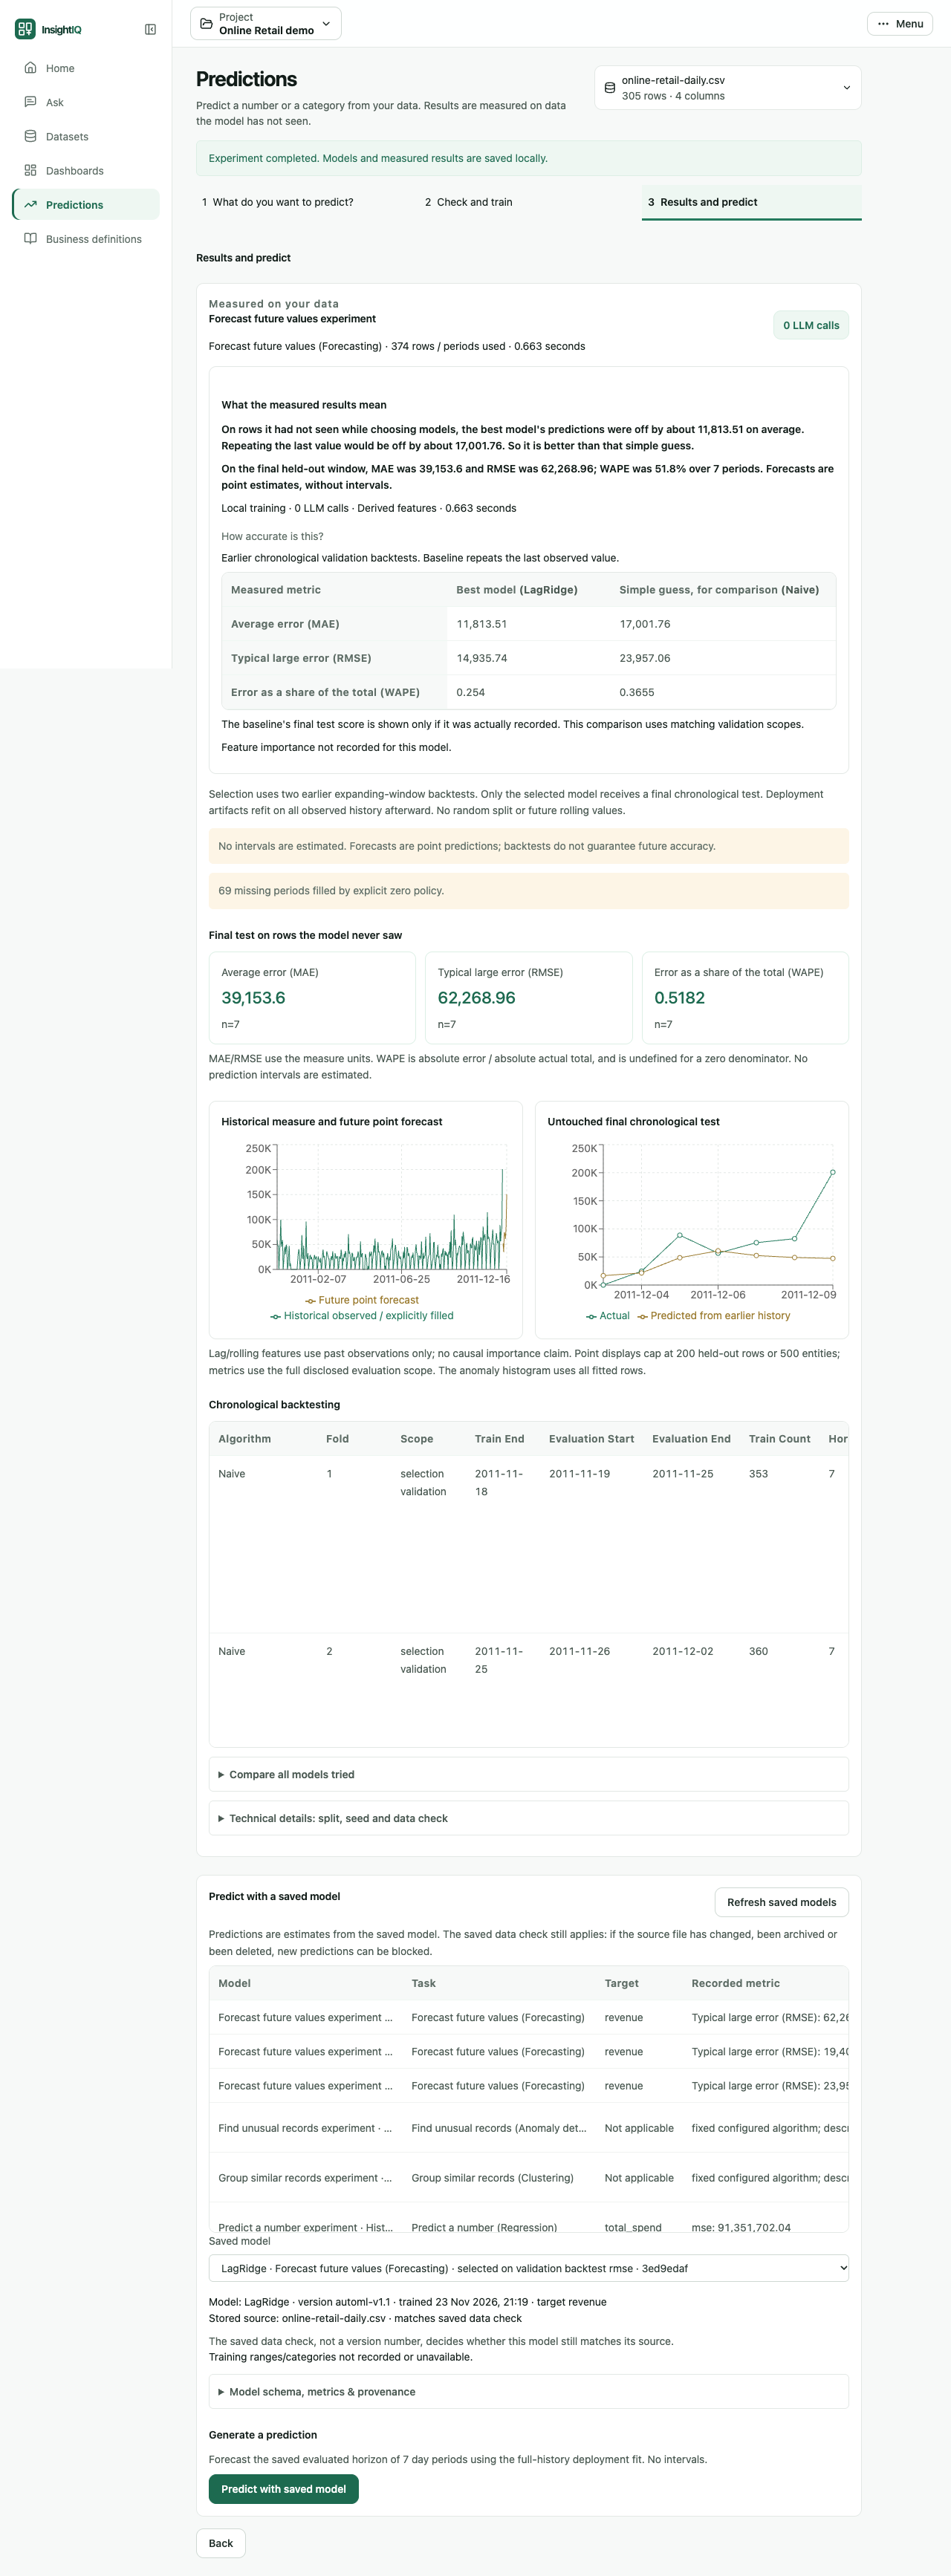 InsightIQ
Home
Ask
Datasets
Dashboards
Predictions
Business definitions
Project
Online Retail demo
Menu
Predictions
Predict a number or a category from your data. Results are measured on data
the model has not seen.
online-retail-daily.csv
305 rows · 4 columns
Experiment completed. Models and measured results are saved locally.
1 What do you want to predict?
2 Check and train
3 Results and predict
Results and predict
Measured on your data
Forecast future values experiment
0 LLM calls
Forecast future values (Forecasting) · 374 rows / periods used · 0.663 seconds
What the measured results mean
On rows it had not seen while choosing models, the best model's predictions were off by about 11,813.51 on average.
Repeating the last value would be off by about 17,001.76. So it is better than that simple guess.
On the final held-out window, MAE was 39,153.6 and RMSE was 62,268.96; WAPE was 51.8% over 7 periods. Forecasts are
point estimates, without intervals.
Local training · 0 LLM calls · Derived features · 0.663 seconds
How accurate is this?
Earlier chronological validation backtests. Baseline repeats the last observed value.
Measured metric Best model (LagRidge) Simple guess, for comparison (Naive)
Average error (MAE) 11,813.51 17,001.76
Typical large error (RMSE) 14,935.74 23,957.06
Error as a share of the total (WAPE) 0.254 0.3655
The baseline's final test score is shown only if it was actually recorded. This comparison uses matching validation scopes.
Feature importance not recorded for this model.
Selection uses two earlier expanding-window backtests. Only the selected model receives a final chronological test. Deployment
artifacts refit on all observed history afterward. No random split or future rolling values.
No intervals are estimated. Forecasts are point predictions; backtests do not guarantee future accuracy.
69 missing periods filled by explicit zero policy.
Final test on rows the model never saw
Average error (MAE)
39,153.6
n=7
Typical large error (RMSE)
62,268.96
n=7
Error as a share of the total (WAPE)
0.5182
n=7
MAE/RMSE use the measure units. WAPE is absolute error / absolute actual total, and is undefined for a zero denominator. No
prediction intervals are estimated.
Historical measure and future point forecast
250K
200K
150K
100K
50K
0K
2011-02-07 2011-06-25 2011-12-16
Future point forecast
Historical observed / explicitly filled
Untouched final chronological test
250K
200K
150K
100K
50K
0K
2011-12-04 2011-12-06 2011-12-09
Actual Predicted from earlier history
Lag/rolling features use past observations only; no causal importance claim. Point displays cap at 200 held-out rows or 500 entities;
metrics use the full disclosed evaluation scope. The anomaly histogram uses all fitted rows.
Chronological backtesting
Algorithm Fold Scope Train End Evaluation Start Evaluation End Train Count Hor
Naive 1 selection 2011-11- 2011-11-19 2011-11-25 353 7
validation 18
Naive 2 selection 2011-11- 2011-11-26 2011-12-02 360 7
validation 25
Compare all models tried
Technical details: split, seed and data check
Predict with a saved model
Refresh saved models
Predictions are estimates from the saved model. The saved data check still applies: if the source file has changed, been archived or
been deleted, new predictions can be blocked.
Model Task Target Recorded metric
Forecast future values experiment ... Forecast future values (Forecasting) revenue Typical large error (RMSE): 62,26
Forecast future values experiment ... Forecast future values (Forecasting) revenue Typical large error (RMSE): 19,40
Forecast future values experiment ... Forecast future values (Forecasting) revenue Typical large error (RMSE): 23,95
Find unusual records experiment · ... Find unusual records (Anomaly det... Not applicable fixed configured algorithm; descr
Group similar records experiment ·... Group similar records (Clustering) Not applicable fixed configured algorithm; descr
Predict a number experiment · Hist... Predict a number (Regression) total_spend mse: 91,351,702.04
Saved model
LagRidge · Forecast future values (Forecasting) · selected on validation backtest rmse · 3ed9edaf
Model: LagRidge · version automl-v1.1 · trained 23 Nov 2026, 21:19 · target revenue
Stored source: online-retail-daily.csv · matches saved data check
The saved data check, not a version number, decides whether this model still matches its source.
Training ranges/categories not recorded or unavailable.
Model schema, metrics & provenance
Generate a prediction
Forecast the saved evaluated horizon of 7 day periods using the full-history deployment fit. No intervals.
Predict with saved model
Back